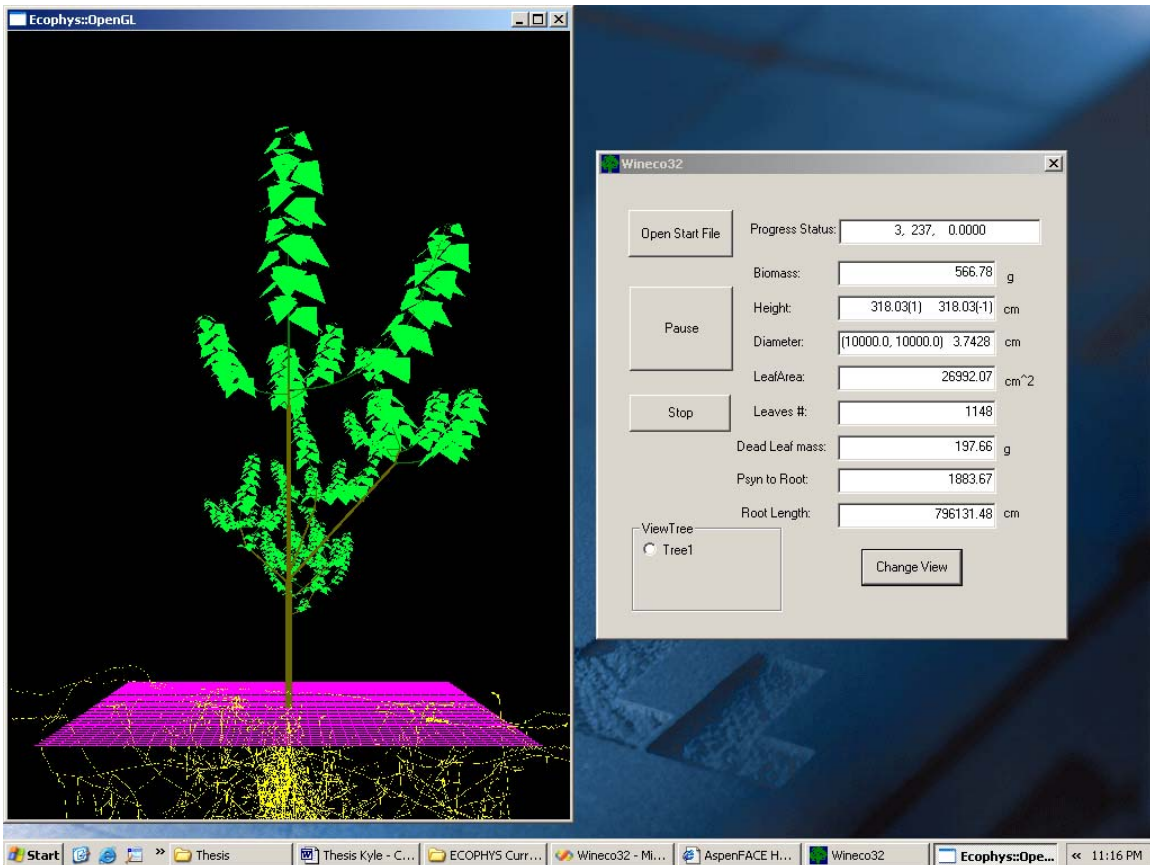 Ecophys::OpenGL
Wineco32
Open Start File
Progress Status: 3, 237, 0.0000
Biomass: 566.78 g
Pause
Height: 318.03(1) 318.03(-1) cm
Diameter: (10000.0, 10000.0) 3.7428 cm
LeafArea: 26992.07 cm^2
Stop
Leaves #: 1148
Dead Leaf mass: 197.66 g
Psyn to Root: 1883.67
Root Length: 796131.48 cm
ViewTree
Tree1
Change View
Start » Thesis Thesis Kyle - C... ECOPHYS Curr... Wineco32 - Mi... AspenFACE H... Wineco32 Ecophys::Ope... « 11:16 PM